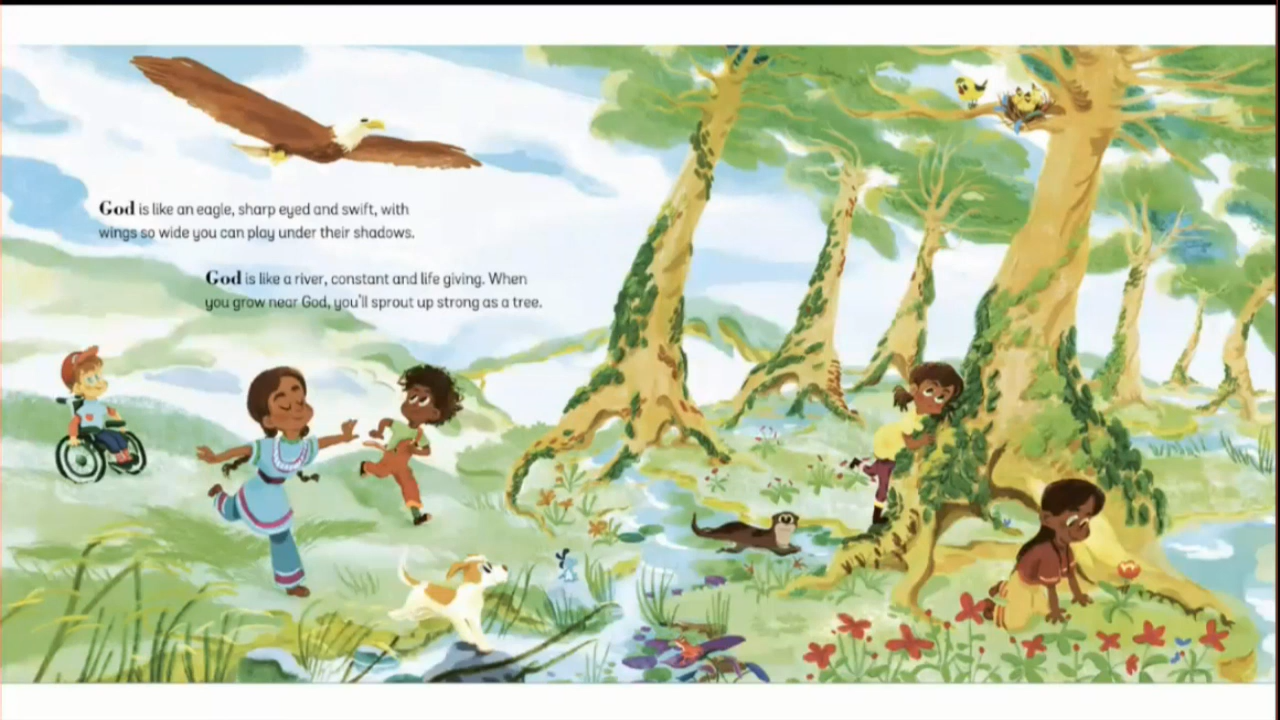 God is like an eagle, sharp eyed and swift, with
wings so wide you can play under their shadows.
God is like a river, constant and life giving. When
you grow near God, you'll sprout up strong as a tree.